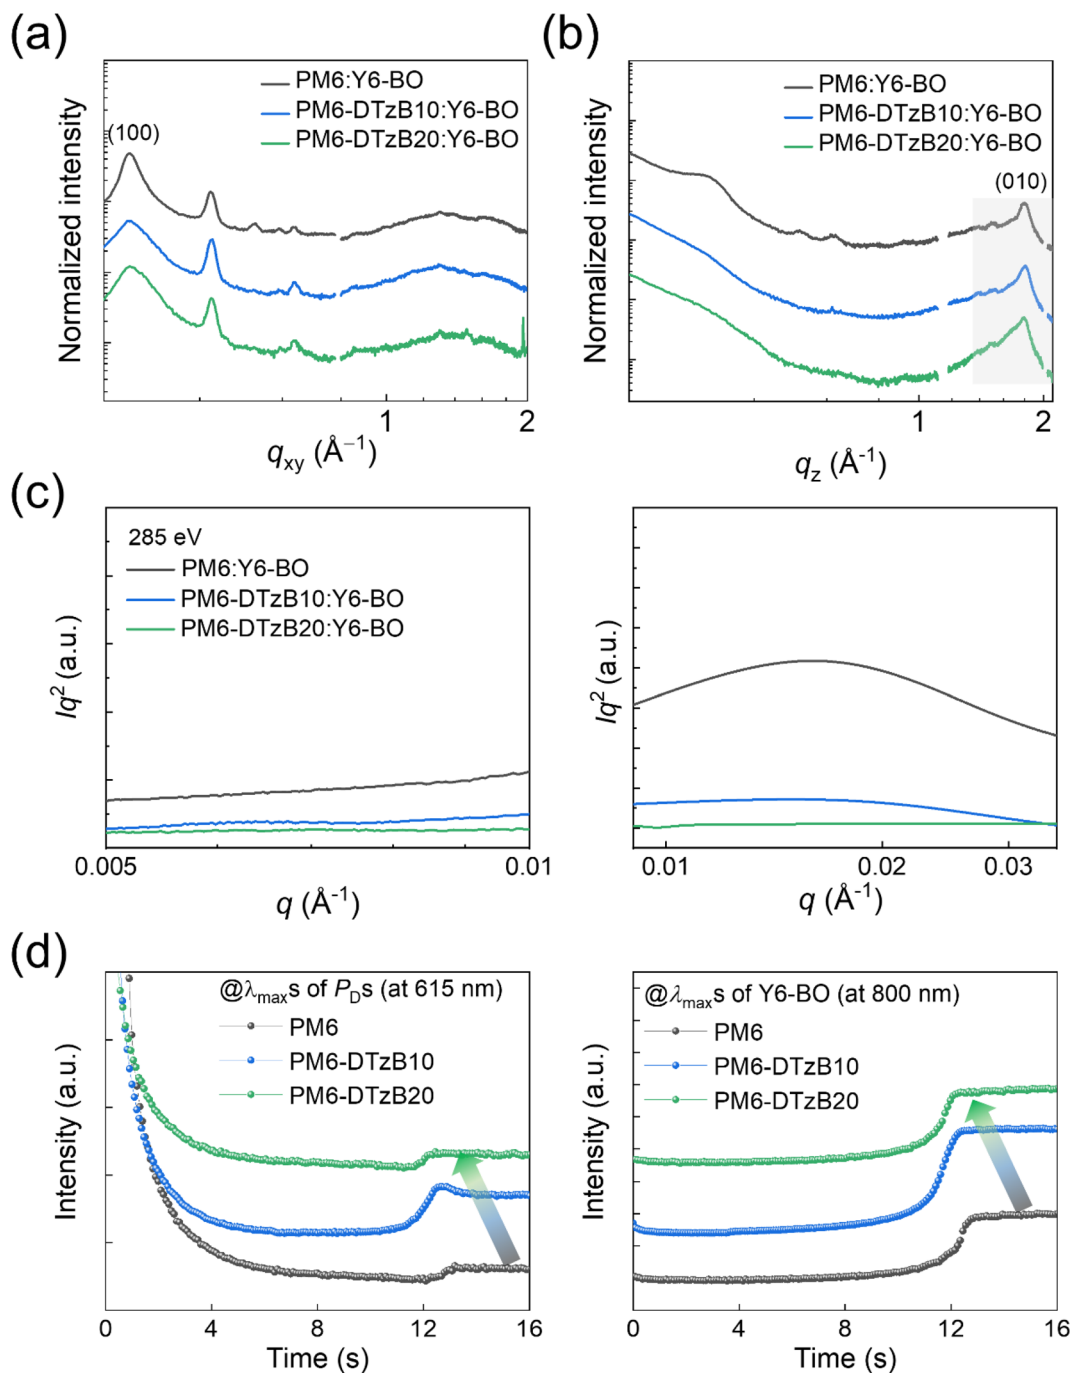 (a)
(100)
PM6:Y6-BO
PM6-DTzB10:Y6-BO
PM6-DTzB20:Y6-BO
Normalized intensity
1
2
qxy (Å⁻¹)
(b)
PM6:Y6-BO
PM6-DTzB10:Y6-BO
PM6-DTzB20:Y6-BO
(010)
Normalized intensity
1
2
qz (Å⁻¹)
(c)
285 eV
PM6:Y6-BO
PM6-DTzB10:Y6-BO
PM6-DTzB20:Y6-BO
Iq² (a.u.)
0.005
0.01
q (Å⁻¹)
Iq² (a.u.)
0.01
0.02
0.03
q (Å⁻¹)
(d)
@λmaxs of PDs (at 615 nm)
PM6
PM6-DTzB10
PM6-DTzB20
Intensity (a.u.)
0 4 8 12 16
Time (s)
@λmaxs of Y6-BO (at 800 nm)
PM6
PM6-DTzB10
PM6-DTzB20
Intensity (a.u.)
0 4 8 12 16
Time (s)